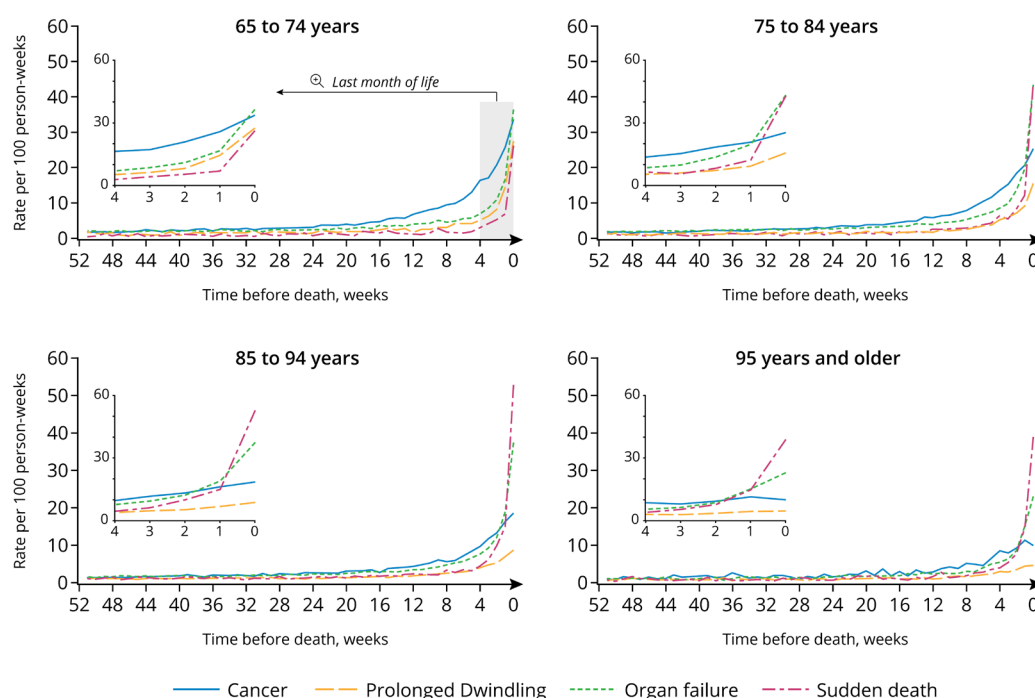 65 to 74 years
75 to 84 years
Rate per 100 person-weeks
60
50
40
30
20
10
0
60
30
0
4 3 2 1 0
Last month of life
52 48 44 40 36 32 28 24 20 16 12 8 4 0
Time before death, weeks
60
50
40
30
20
10
0
60
30
0
4 3 2 1 0
52 48 44 40 36 32 28 24 20 16 12 8 4 0
Time before death, weeks
85 to 94 years
95 years and older
Rate per 100 person-weeks
60
50
40
30
20
10
0
60
30
0
4 3 2 1 0
52 48 44 40 36 32 28 24 20 16 12 8 4 0
Time before death, weeks
60
50
40
30
20
10
0
60
30
0
4 3 2 1 0
52 48 44 40 36 32 28 24 20 16 12 8 4 0
Time before death, weeks
Cancer Prolonged Dwindling Organ failure Sudden death